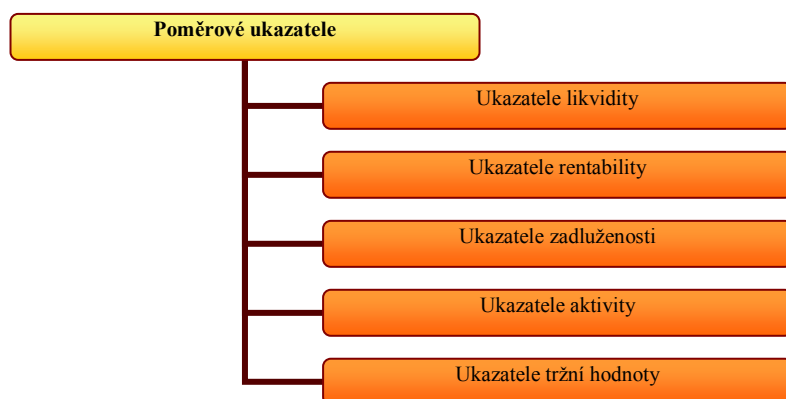 Poměrové ukazatele
Ukazatele likvidity
Ukazatele rentability
Ukazatele zadluženosti
Ukazatele aktivity
Ukazatele tržní hodnoty